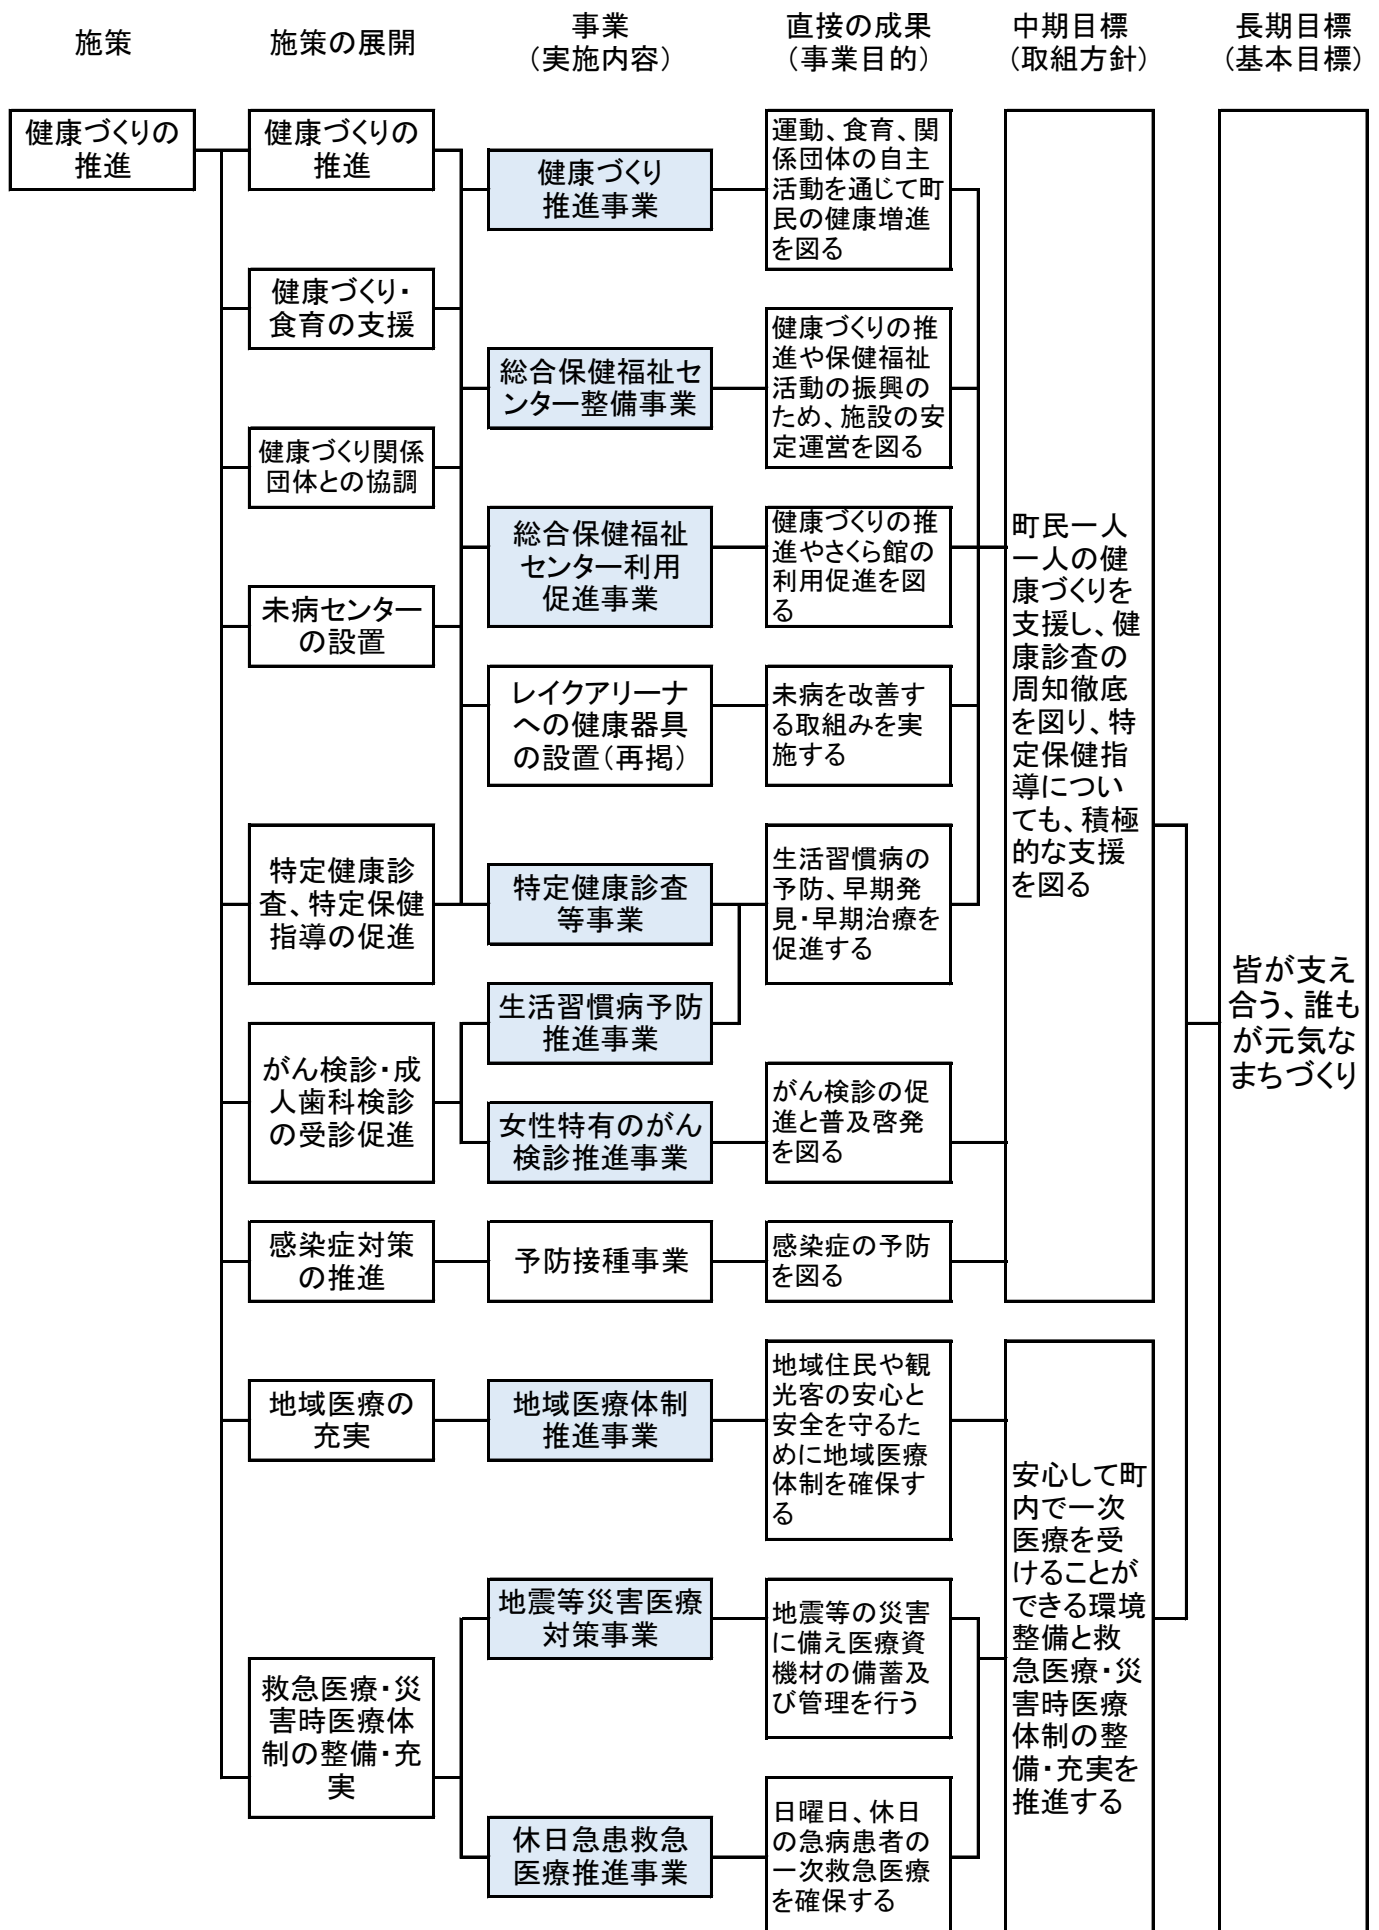 施策
施策の展開
事業
（実施内容）
直接の成果
（事業目的）
中期目標
（取組方針）
長期目標
（基本目標）
健康づくりの
推進
健康づくりの
推進
健康づくり・
食育の支援
健康づくり関係
団体との協調
未病センター
の設置
特定健康診
査、特定保健
指導の促進
がん検診・成
人歯科検診
の受診促進
感染症対策
の推進
地域医療の
充実
救急医療・災
害時医療体
制の整備・充
実
健康づくり
推進事業
総合保健福祉セ
ンター整備事業
総合保健福祉
センター利用
促進事業
レイクアリーナ
への健康器具
の設置（再掲）
特定健康診査
等事業
生活習慣病予防
推進事業
女性特有のがん
検診推進事業
予防接種事業
地域医療体制
推進事業
地震等災害医療
対策事業
休日急患救急
医療推進事業
運動、食育、関
係団体の自主
活動を通じて町
民の健康増進
を図る
健康づくりの推
進や保健福祉
活動の振興の
ため、施設の安
定運営を図る
健康づくりの推
進やさくら館の
利用促進を図
る
未病を改善す
る取組みを実
施する
生活習慣病の
予防、早期発
見・早期治療を
促進する
がん検診の促
進と普及啓発
を図る
感染症の予防
を図る
地域住民や観
光客の安心と
安全を守るた
めに地域医療
体制を確保す
る
地震等の災害
に備え医療資
機材の備蓄及
び管理を行う
日曜日、休日
の急病患者の
一次救急医療
を確保する
町民一人
一人の健
康づくりを
支援し、健
康診査の
周知徹底
を図り、特
定保健指
導につい
ても、積極
的な支援
を図る
安心して町
内で一次
医療を受
けることが
できる環境
整備と救
急医療・災
害時医療
体制の整
備・充実を
推進する
皆が支え
合う、誰も
が元気な
まちづくり